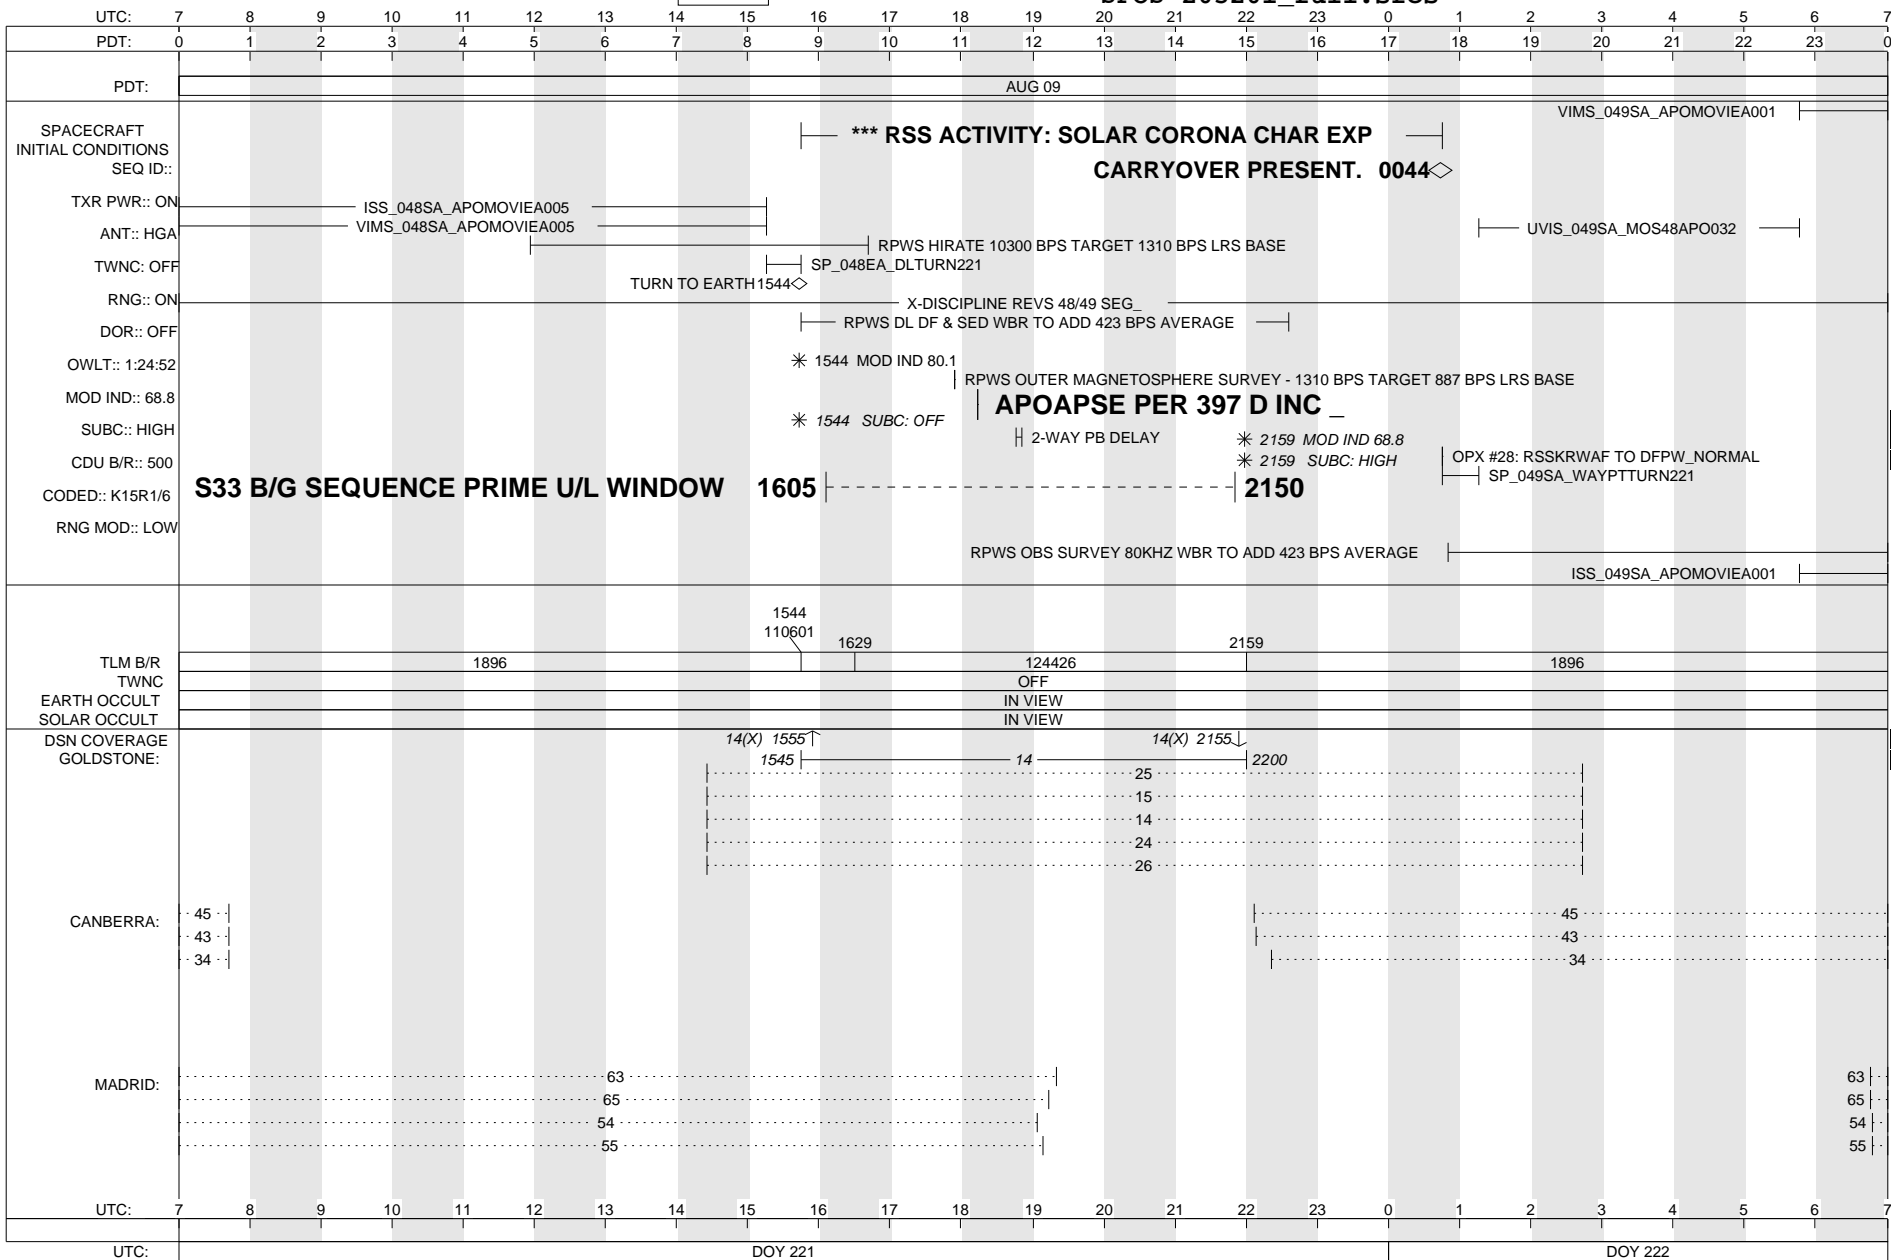 UTC: 7 8 9 10 11 12 13 14 15 16 17 18 19 20 21 22 23 0 1 2 3 4 5 6 7
PDT: 0 1 2 3 4 5 6 7 8 9 10 11 12 13 14 15 16 17 18 19 20 21 22 23 0
PDT: AUG 09
VIMS_049SA_APOMOVIEA001
SPACECRAFT
INITIAL CONDITIONS
*** RSS ACTIVITY: SOLAR CORONA CHAR EXP
SEQ ID::
CARRYOVER PRESENT. 0044
TXR PWR:: ON
ISS_048SA_APOMOVIEA005
VIMS_048SA_APOMOVIEA005
UVIS_049SA_MOS48APO032
ANT:: HGA
RPWS HIRATE 10300 BPS TARGET 1310 BPS LRS BASE
TWNC: OFF
SP_048EA_DLTURN221
TURN TO EARTH 1544
RNG:: ON
X-DISCIPLINE REVS 48/49 SEG_
RPWS DL DF & SED WBR TO ADD 423 BPS AVERAGE
DOR:: OFF
OWLT:: 1:24:52
1544 MOD IND 80.1
RPWS OUTER MAGNETOSPHERE SURVEY - 1310 BPS TARGET 887 BPS LRS BASE
MOD IND:: 68.8
APOAPSE PER 397 D INC _
1544 SUBC: OFF
SUBC:: HIGH
2-WAY PB DELAY
2159 MOD IND 68.8
2159 SUBC: HIGH
OPX #28: RSSKRWAF TO DFPW_NORMAL
CDU B/R:: 500
SP_049SA_WAYPTTURN221
CODED:: K15R1/6
S33 B/G SEQUENCE PRIME U/L WINDOW 1605 2150
RNG MOD:: LOW
RPWS OBS SURVEY 80KHZ WBR TO ADD 423 BPS AVERAGE
ISS_049SA_APOMOVIEA001
1544
110601
1629 2159
TLM B/R 1896 124426 1896
TWNC OFF
EARTH OCCULT IN VIEW
SOLAR OCCULT IN VIEW
DSN COVERAGE 14(X) 1555 14(X) 2155
GOLDSTONE: 1545 14 2200
25
15
14
24
26
CANBERRA: 45 45
43 43
34 34
MADRID: 63 63
65 65
54 54
55 55
UTC: 7 8 9 10 11 12 13 14 15 16 17 18 19 20 21 22 23 0 1 2 3 4 5 6 7
UTC: DOY 221 DOY 222